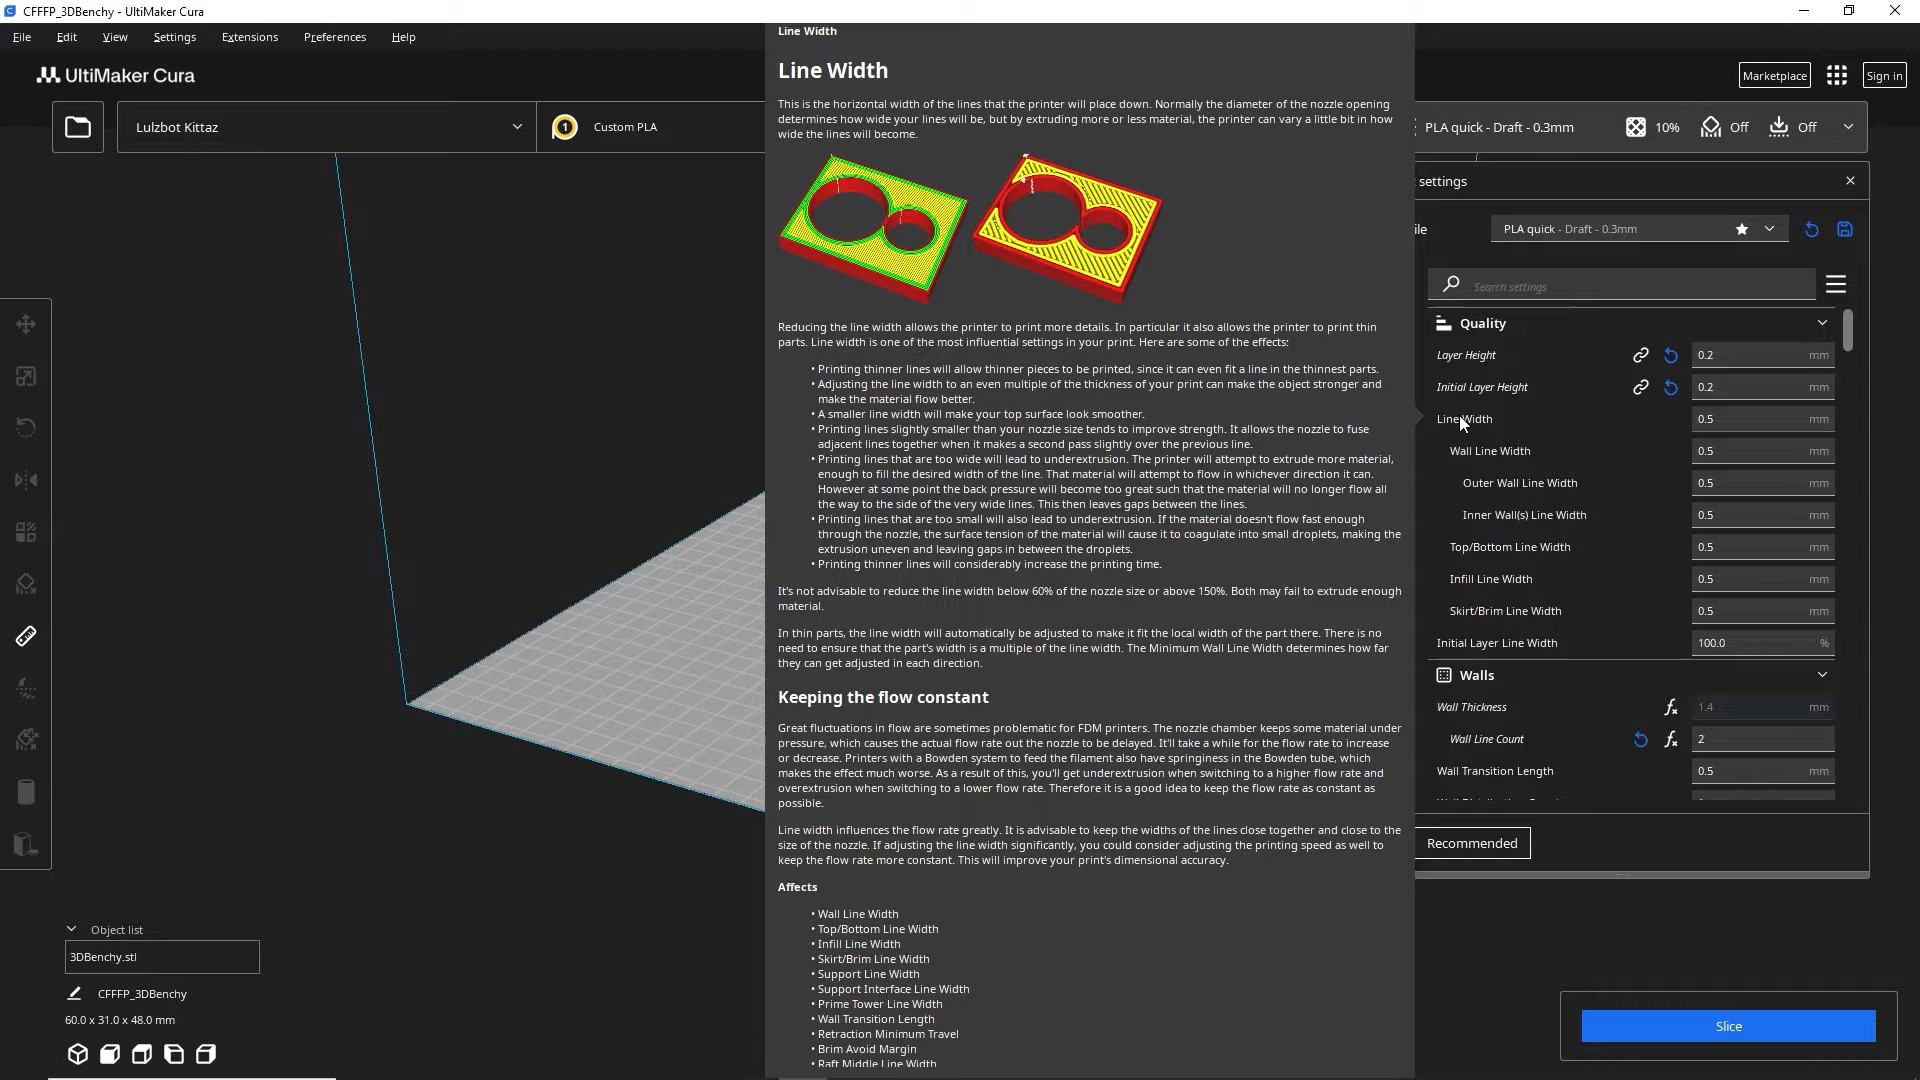 CFFFP_3DBenchy - UltiMaker Cura
File Edit View Settings Extensions Preferences Help
UltiMaker Cura
Marketplace
Sign in
Lulzbot Kittaz
1
Custom PLA
PLA quick - Draft - 0.3mm
10%
Off
Off
Line Width
Line Width
This is the horizontal width of the lines that the printer will place down. Normally the diameter of the nozzle opening
determines how wide your lines will be, but by extruding more or less material, the printer can vary a little bit in how
wide the lines will become.
Reducing the line width allows the printer to print more details. In particular it also allows the printer to print thin
parts. Line width is one of the most influential settings in your print. Here are some of the effects:
• Printing thinner lines will allow thinner pieces to be printed, since it can even fit a line in the thinnest parts.
• Adjusting the line width to an even multiple of the thickness of your print can make the object stronger and
make the material flow better.
• A smaller line width will make your top surface look smoother.
• Printing lines slightly smaller than your nozzle size tends to improve strength. It allows the nozzle to fuse
adjacent lines together when it makes a second pass slightly over the previous line.
• Printing lines that are too wide will lead to underextrusion. The printer will attempt to extrude more material,
enough to fill the desired width of the line. That material will attempt to flow in whichever direction it can.
However at some point the back pressure will become too great such that the material will no longer flow all
the way to the side of the very wide lines. This then leaves gaps between the lines.
• Printing lines that are too small will also lead to underextrusion. If the material doesn't flow fast enough
through the nozzle, the surface tension of the material will cause it to coagulate into small droplets, making the
extrusion uneven and leaving gaps in between the droplets.
• Printing thinner lines will considerably increase the printing time.
It's not advisable to reduce the line width below 60% of the nozzle size or above 150%. Both may fail to extrude enough
material.
In thin parts, the line width will automatically be adjusted to make it fit the local width of the part there. There is no
need to ensure that the part's width is a multiple of the line width. The Minimum Wall Line Width determines how far
they can get adjusted in each direction.
Keeping the flow constant
Great fluctuations in flow are sometimes problematic for FDM printers. The nozzle chamber keeps some material under
pressure, which causes the actual flow rate out the nozzle to be delayed. It'll take a while for the flow rate to increase
or decrease. Printers with a Bowden system to feed the filament also have springiness in the Bowden tube, which
makes the effect much worse. As a result of this, you'll get underextrusion when switching to a higher flow rate and
overextrusion when switching to a lower flow rate. Therefore it is a good idea to keep the flow rate as constant as
possible.
Line width influences the flow rate greatly. It is advisable to keep the widths of the lines close together and close to the
size of the nozzle. If adjusting the line width significantly, you could consider adjusting the printing speed as well to
keep the flow rate more constant. This will improve your print's dimensional accuracy.
Affects
• Wall Line Width
• Top/Bottom Line Width
• Infill Line Width
• Skirt/Brim Line Width
• Support Line Width
• Support Interface Line Width
• Prime Tower Line Width
• Wall Transition Length
• Retraction Minimum Travel
• Brim Avoid Margin
• Raft Middle Line Width
settings
ile
PLA quick - Draft - 0.3mm
Search settings
Quality
Layer Height 0.2 mm
Initial Layer Height 0.2 mm
Line Width 0.5 mm
Wall Line Width 0.5 mm
Outer Wall Line Width 0.5 mm
Inner Wall(s) Line Width 0.5 mm
Top/Bottom Line Width 0.5 mm
Infill Line Width 0.5 mm
Skirt/Brim Line Width 0.5 mm
Initial Layer Line Width 100.0 %
Walls
Wall Thickness fx 1.4 mm
Wall Line Count fx 2
Wall Transition Length 0.5 mm
Recommended
Object list
3DBenchy.stl
CFFFP_3DBenchy
60.0 x 31.0 x 48.0 mm
Slice